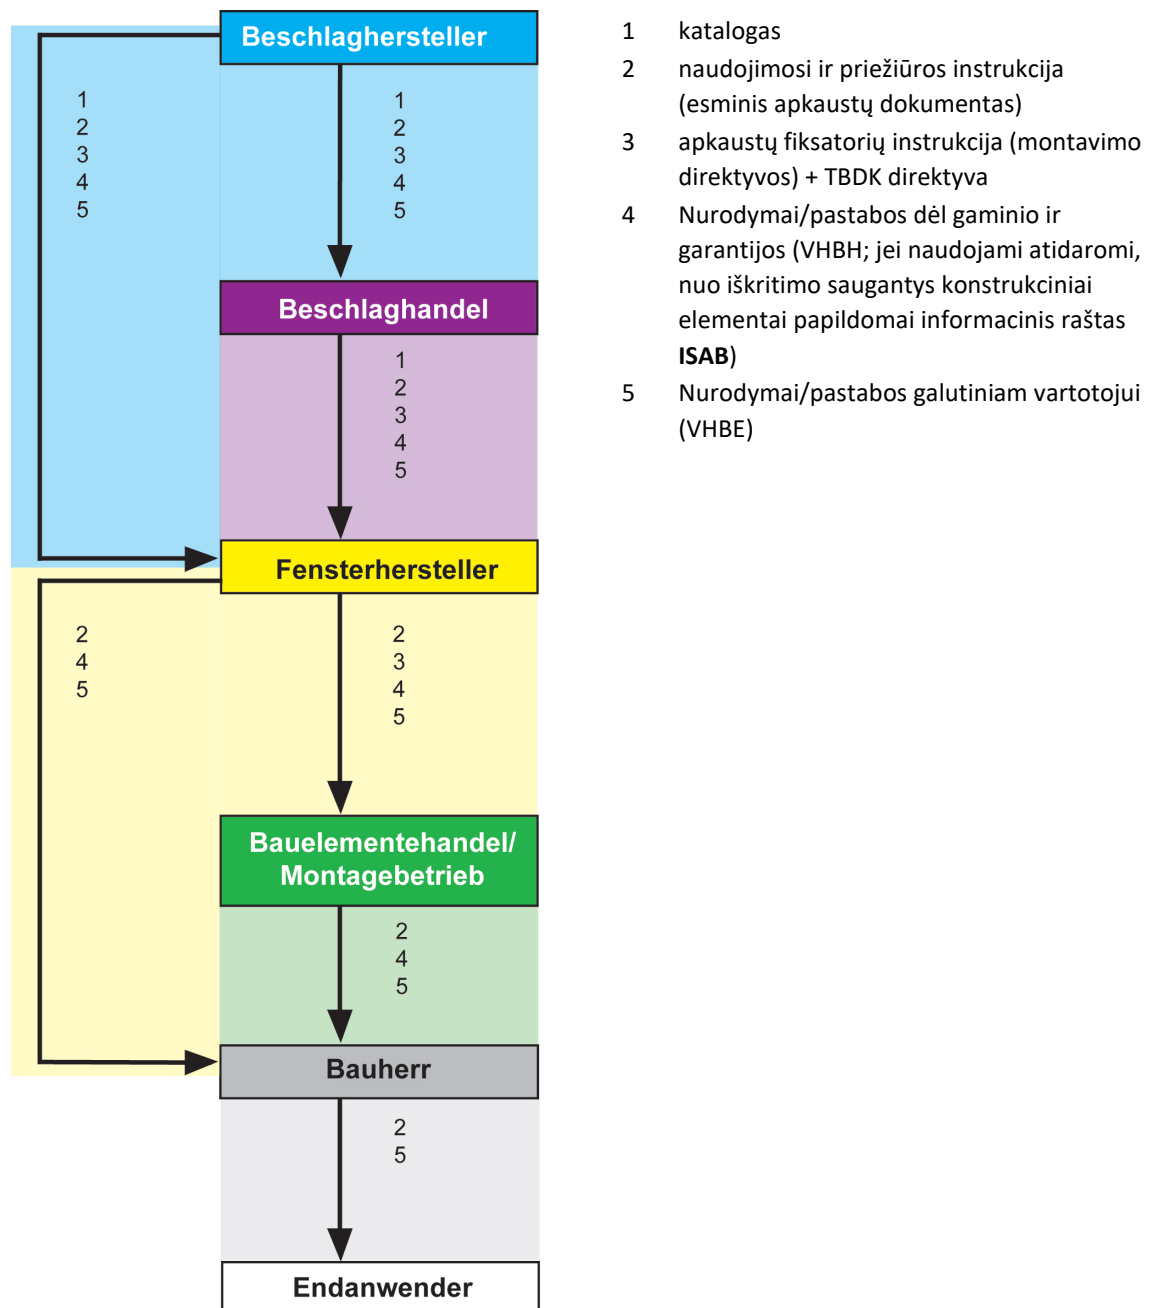 Beschlaghersteller
1
2
3
4
5
1
2
3
4
5
Beschlaghandel
1
2
3
4
5
Fensterhersteller
2
4
5
2
3
4
5
Bauelementehandel/
Montagebetrieb
2
4
5
Bauherr
2
5
Endanwender
1 katalogas
2 naudojimosi ir priežiūros instrukcija
(esminis apkaustų dokumentas)
3 apkaustų fiksatorių instrukcija (montavimo
direktyvos) + TBDK direktyva
4 Nurodymai/pastabos dėl gaminio ir
garantijos (VHBH; jei naudojami atidaromi,
nuo iškritimo saugantys konstrukciniai
elementai papildomai informacinis raštas
ISAB)
5 Nurodymai/pastabos galutiniam vartotojui
(VHBE)